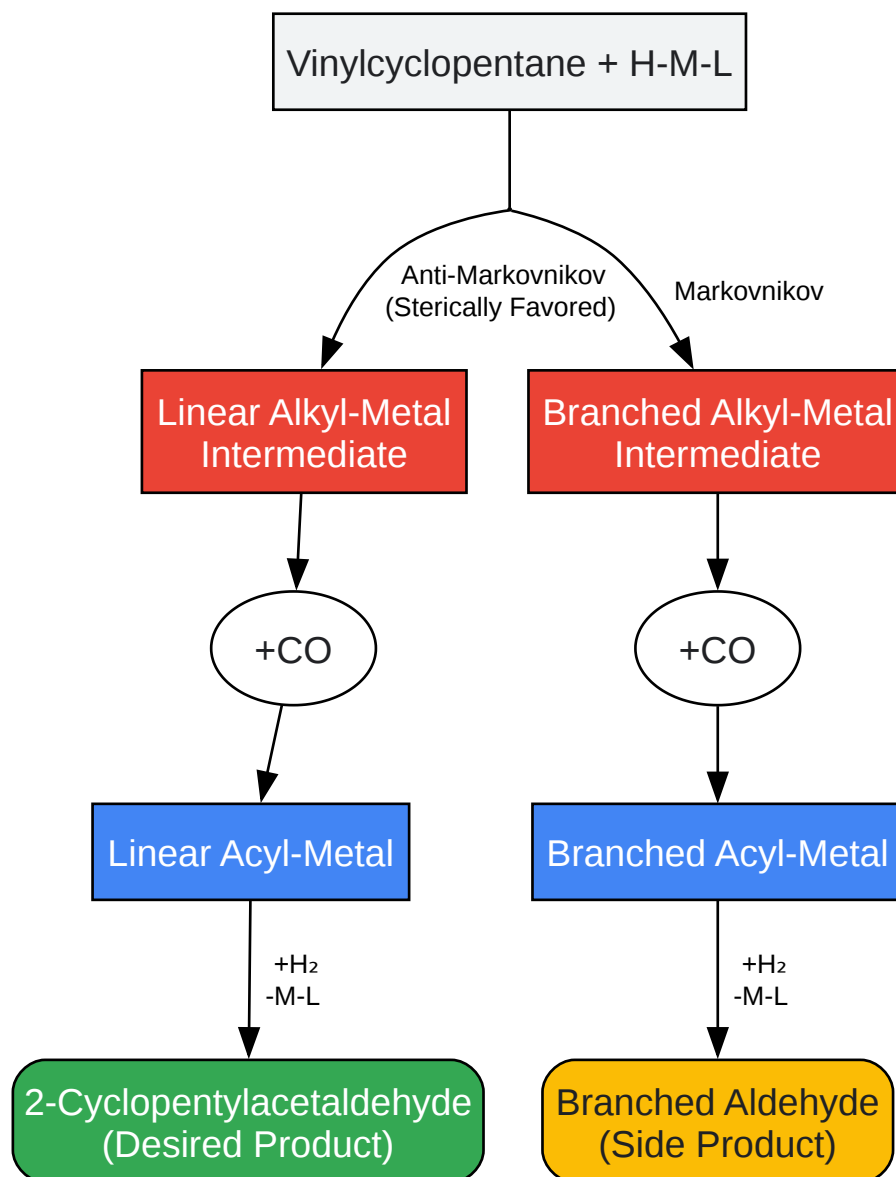 Vinylcyclopentane + H-M-L
Anti-Markovnikov
(Sterically Favored)
Markovnikov
Linear Alkyl-Metal
Intermediate
Branched Alkyl-Metal
Intermediate
+CO
+CO
Linear Acyl-Metal
Branched Acyl-Metal
+H₂
-M-L
+H₂
-M-L
2-Cyclopentylacetaldehyde
(Desired Product)
Branched Aldehyde
(Side Product)